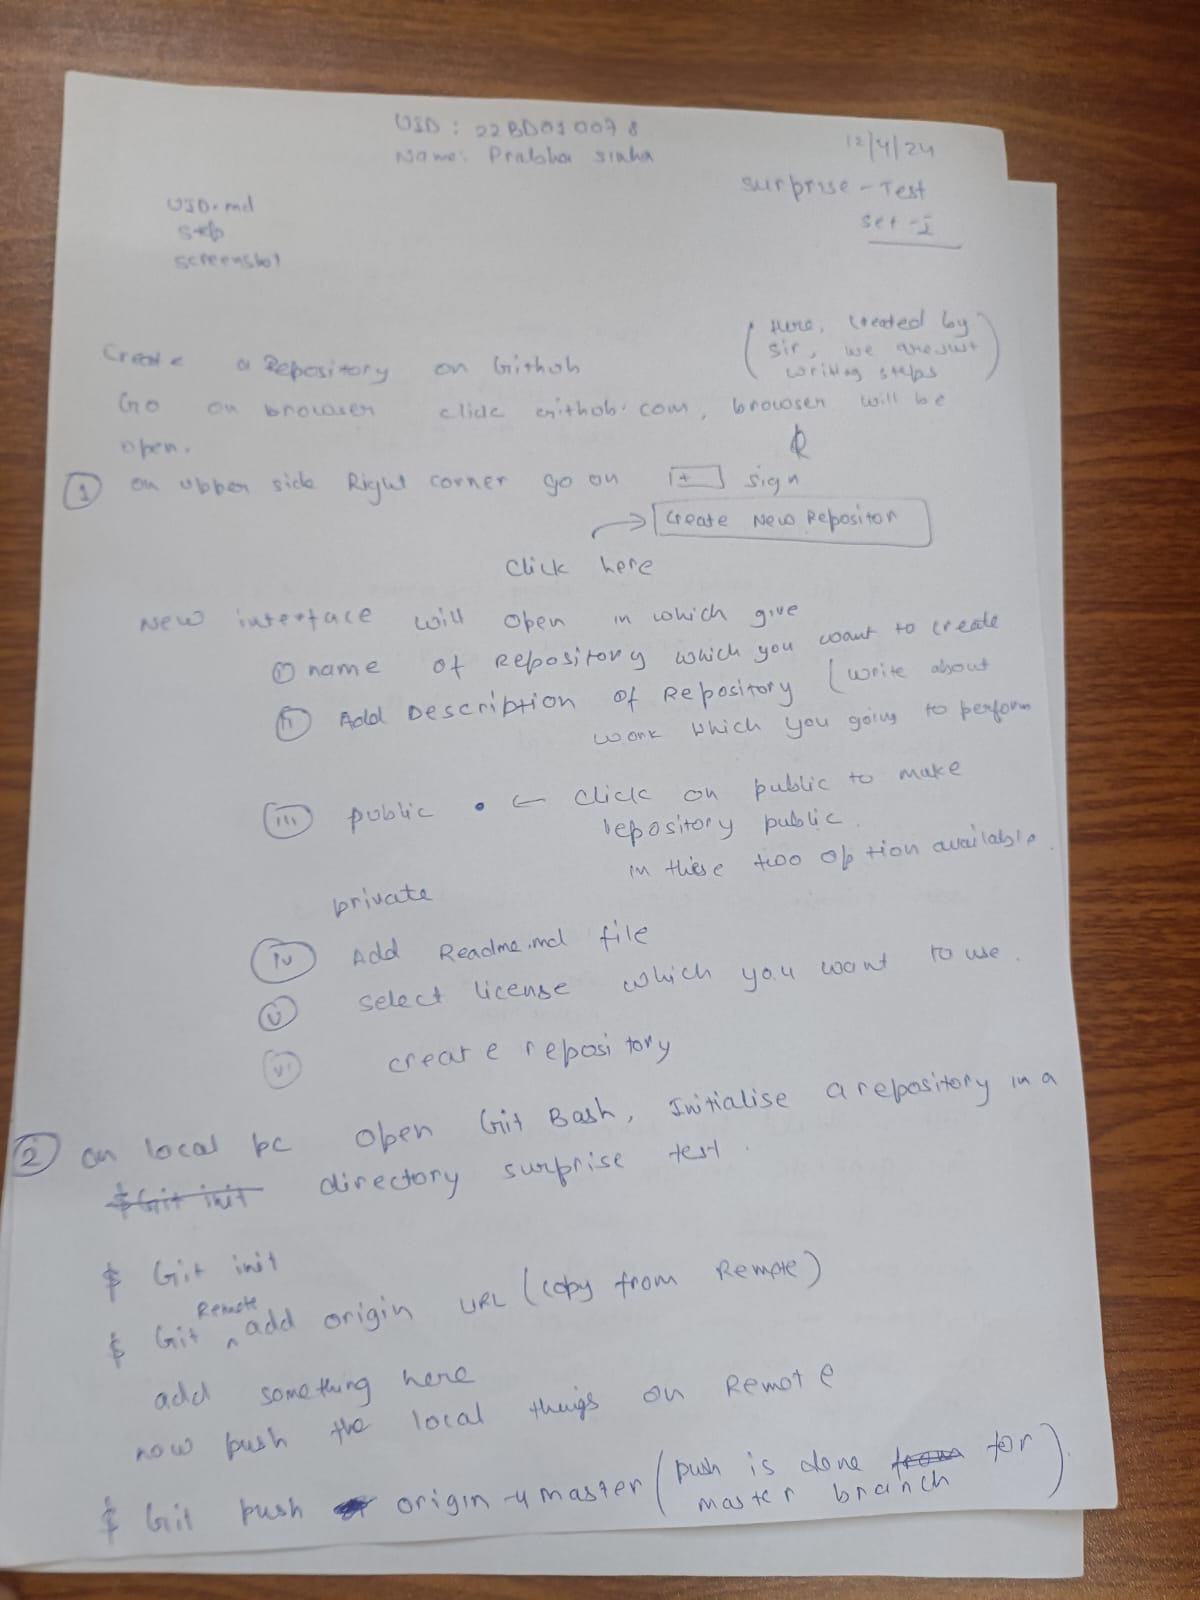 UID : 22BD010078
Name: Prabha sinha
12/4/24
surprise - Test
set - I
UID.md
screenshot
(Here, created by
sir, we are just
writing steps)
Create a Repository on Github
Go on browser click github.com, browser will be
open.
① on upper side Right corner go on [+] sign
Create New Repositor
Click here
New interface will open in which give
① name of Repository which you want to create
(ii) Add Description of Repository (write about
work which you going to perform
(iii) public • ← Click on public to make
repository public.
in these two option available.
private
(iv) Add Readme.md file
(v) select license which you want to use.
(vi) create repository
② on local pc open Git Bash, Initialise a repository in a
$ Git init directory surprise test.
$ Git init
$ Git Remote add origin URL (copy from Remote)
add something here
now push the local things on Remote
$ Git push origin -u master (push is done from for
master branch).